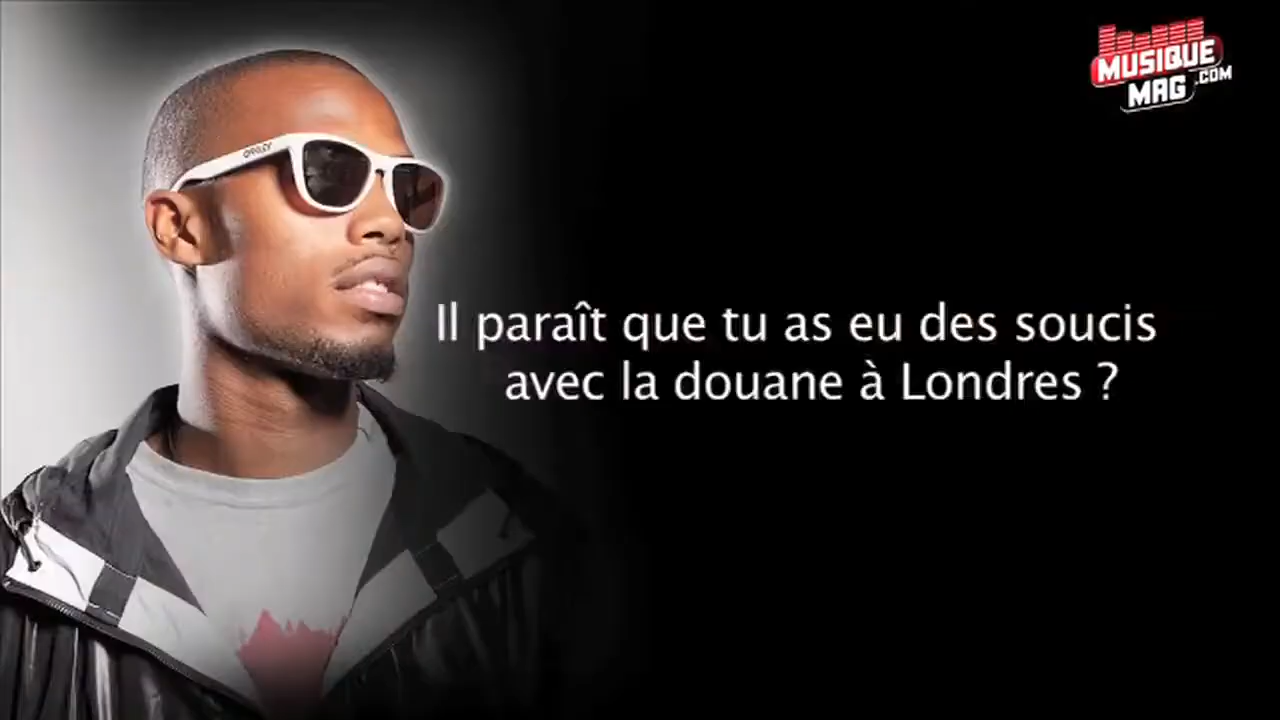 MUSIQUE
MAG.COM
OAKLEY
Il paraît que tu as eu des soucis
avec la douane à Londres ?